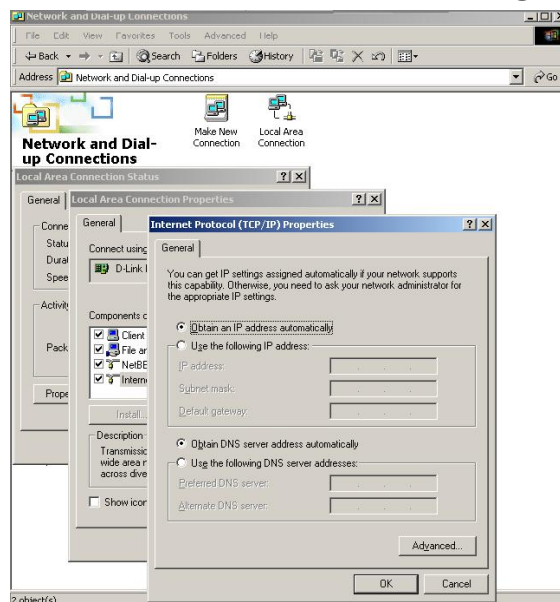 Network and Dial-up Connections
File Edit View Favorites Tools Advanced Help
Back Search Folders History
Address Network and Dial-up Connections Go
Network and Dial-
up Connections
Make New
Connection
Local Area
Connection
Local Area Connection Status
General
Conne
Statu
Durat
Spee
Activity
Pack
Prope
Local Area Connection Properties
General
Connect using
D-Link
Components c
Client
File ar
NetBE
Interne
Install...
Description
Transmissic
wide area r
across dive
Show icor
Internet Protocol (TCP/IP) Properties
General
You can get IP settings assigned automatically if your network supports
this capability. Otherwise, you need to ask your network administrator for
the appropriate IP settings.
Obtain an IP address automatically
Use the following IP address:
IP address:
Subnet mask:
Default gateway:
Obtain DNS server address automatically
Use the following DNS server addresses:
Preferred DNS server:
Alternate DNS server:
Advanced...
OK Cancel
2 object(s)